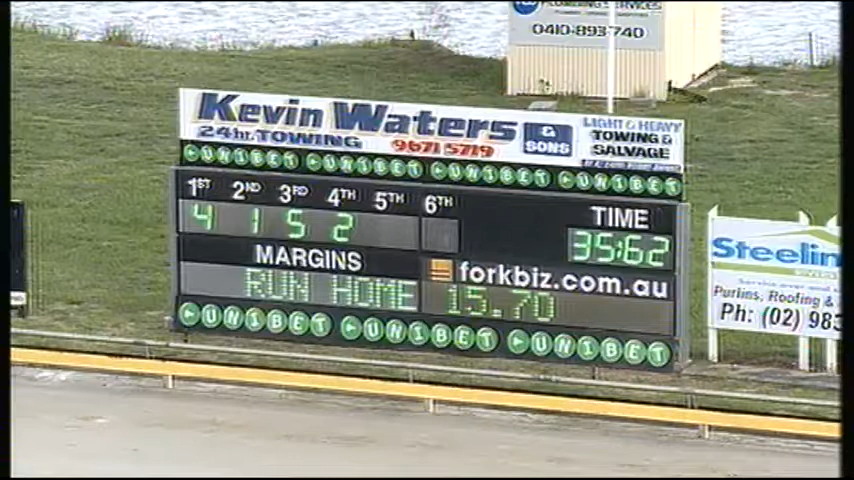 PLUMBING SERVICES
0410-893-740
Kevin Waters & SONS
24hr. TOWING 9671 5719
LIGHT & HEAVY
TOWING &
SALVAGE
UNIBET UNIBET UNIBET UNIBET UNIBET
1ST 2ND 3RD 4TH 5TH 6TH TIME
4 1 5 2 35:62
MARGINS forkbiz.com.au
RUN HOME 15.70
UNIBET UNIBET UNIBET
Steelin
Purlins, Roofing &
Ph: (02) 983